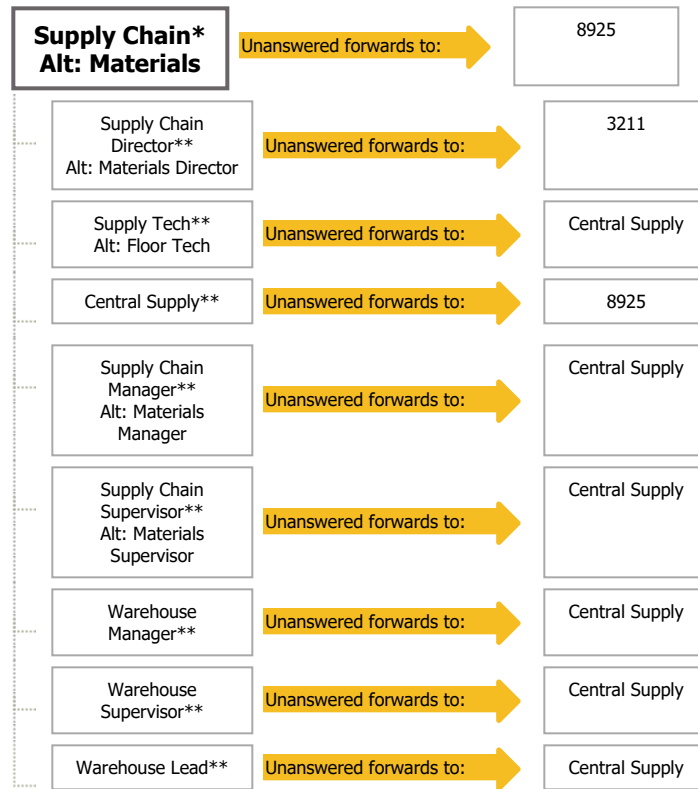 Supply Chain*
Alt: Materials
Unanswered forwards to:
8925
Supply Chain
Director**
Alt: Materials Director
Unanswered forwards to:
3211
Supply Tech**
Alt: Floor Tech
Unanswered forwards to:
Central Supply
Central Supply**
Unanswered forwards to:
8925
Supply Chain
Manager**
Alt: Materials
Manager
Unanswered forwards to:
Central Supply
Supply Chain
Supervisor**
Alt: Materials
Supervisor
Unanswered forwards to:
Central Supply
Warehouse
Manager**
Unanswered forwards to:
Central Supply
Warehouse
Supervisor**
Unanswered forwards to:
Central Supply
Warehouse Lead**
Unanswered forwards to:
Central Supply